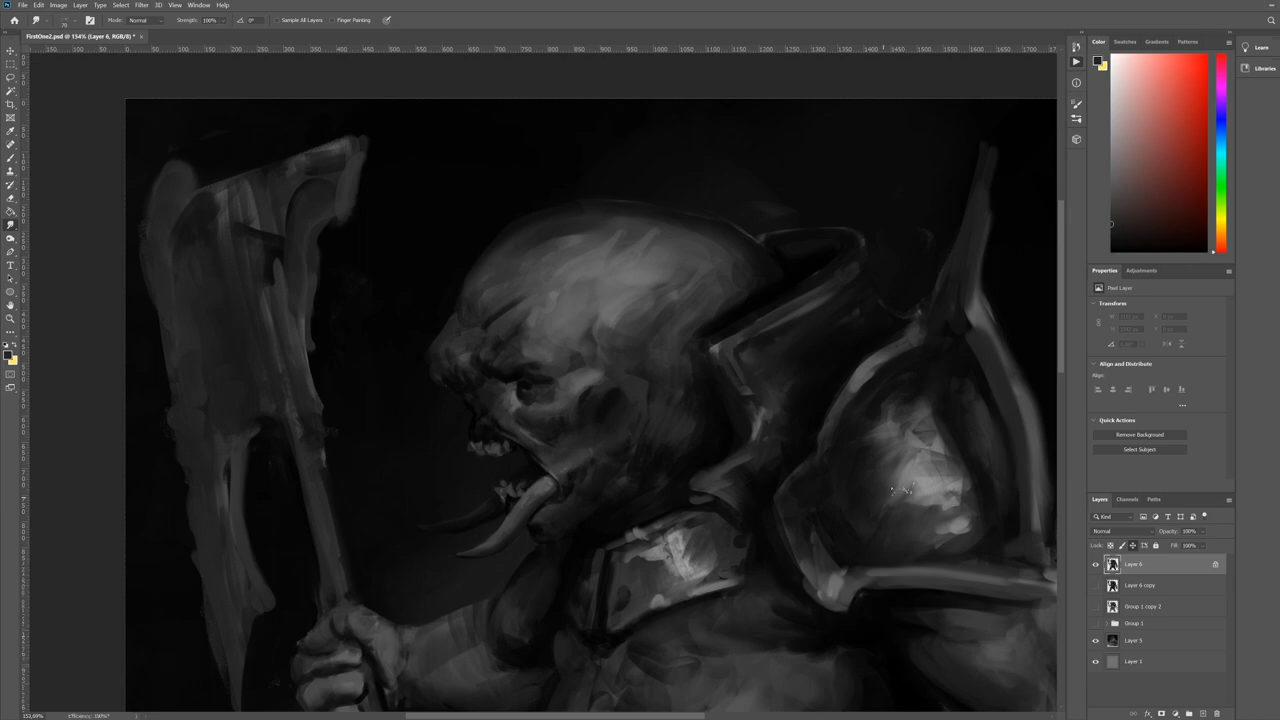 File Edit Image Layer Type Select Filter 3D View Window Help
Mode: Normal Strength: 100% 0° Sample All Layers Finger Painting
FirstOne2.psd @ 154% (Layer 6, RGB/8) *
Color Swatches Gradients Patterns
Learn
Libraries
Properties Adjustments
Pixel Layer
Transform
Align and Distribute
Align:
Quick Actions
Remove Background
Select Subject
Layers Channels Paths
Kind
Normal Opacity: 100%
Lock: Fill: 100%
Layer 6
Layer 6 copy
Group 1 copy 2
Group 1
Layer 5
Layer 1